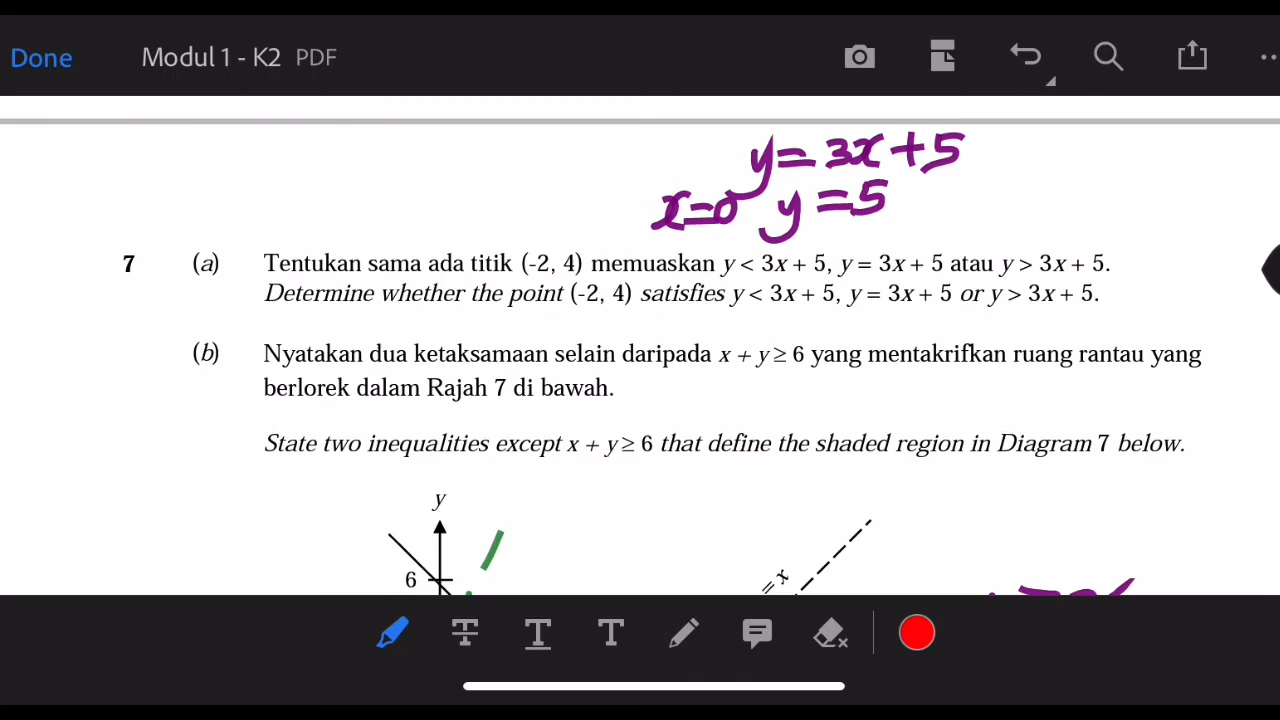 Done Modul 1 - K2 PDF
y = 3x + 5
x = 0 y = 5
7 (a) Tentukan sama ada titik (-2, 4) memuaskan y < 3x + 5, y = 3x + 5 atau y > 3x + 5.
Determine whether the point (-2, 4) satisfies y < 3x + 5, y = 3x + 5 or y > 3x + 5.
(b) Nyatakan dua ketaksamaan selain daripada x + y ≥ 6 yang mentakrifkan ruang rantau yang
berlorek dalam Rajah 7 di bawah.
State two inequalities except x + y ≥ 6 that define the shaded region in Diagram 7 below.
y
6
= x
T T T